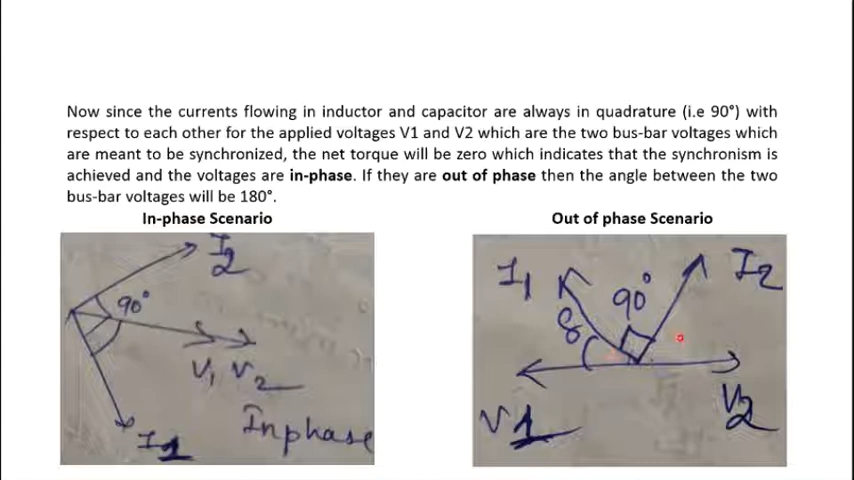 Now since the currents flowing in inductor and capacitor are always in quadrature (i.e 90°) with
respect to each other for the applied voltages V1 and V2 which are the two bus-bar voltages which
are meant to be synchronized, the net torque will be zero which indicates that the synchronism is
achieved and the voltages are in-phase. If they are out of phase then the angle between the two
bus-bar voltages will be 180°.
In-phase Scenario
Out of phase Scenario
I2
90°
V1 V2
Inphase
I1
I1
90°
I2
8
V1
V2